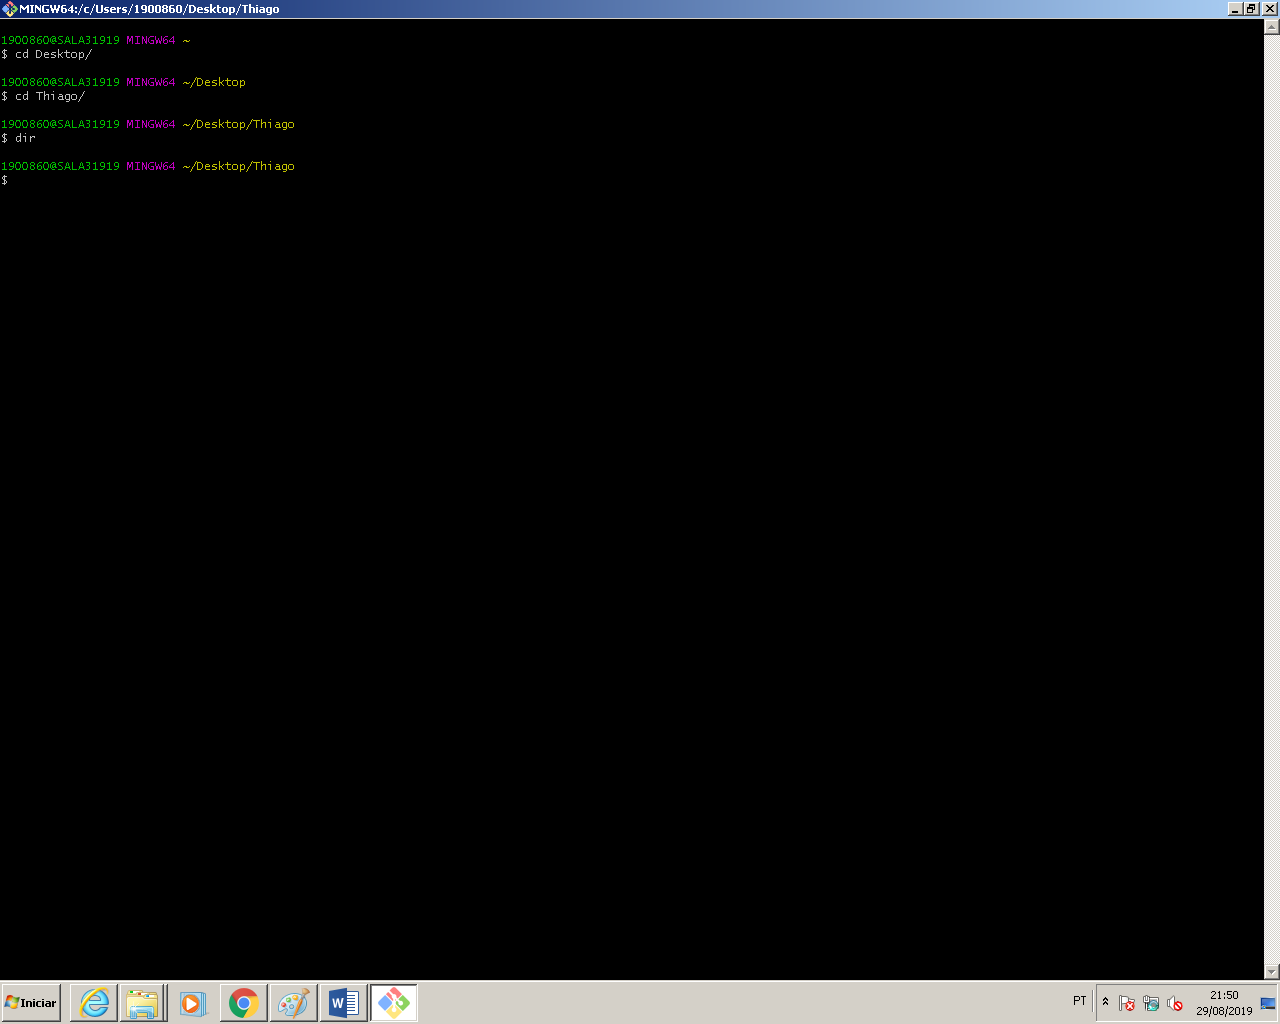 MINGW64:/c/Users/1900860/Desktop/Thiago
1900860@SALA31919 MINGW64 ~
$ cd Desktop/
1900860@SALA31919 MINGW64 ~/Desktop
$ cd Thiago/
1900860@SALA31919 MINGW64 ~/Desktop/Thiago
$ dir
1900860@SALA31919 MINGW64 ~/Desktop/Thiago
$
Iniciar
W
PT
21:50
29/08/2019